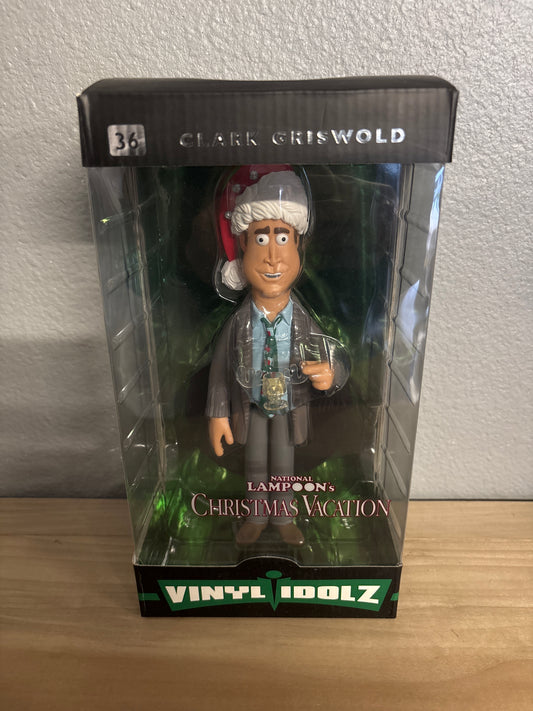 36 CLARK GRISWOLD
NATIONAL
LAMPOON's
CHRISTMAS VACATION
VINYL IDOLZ